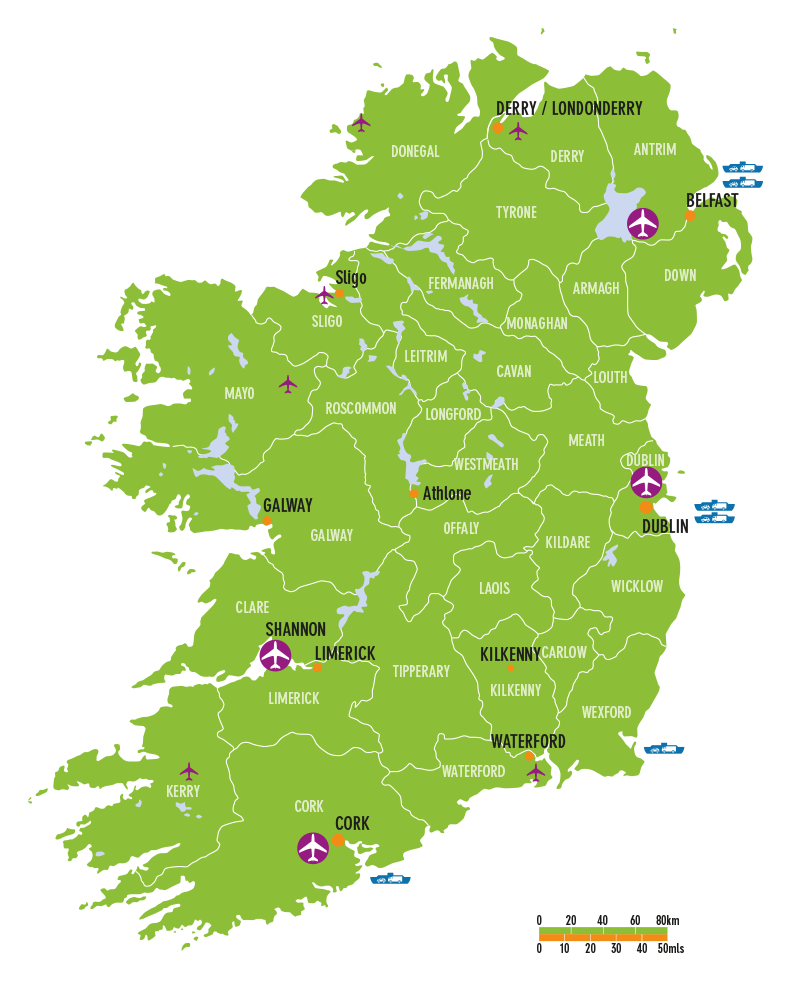 DERRY / LONDONDERRY
DONEGAL
DERRY
ANTRIM
BELFAST
TYRONE
Sligo
FERMANAGH
ARMAGH
DOWN
SLIGO
MONAGHAN
LEITRIM
CAVAN
LOUTH
MAYO
ROSCOMMON
LONGFORD
MEATH
WESTMEATH
DUBLIN
Athlone
GALWAY
GALWAY
OFFALY
DUBLIN
KILDARE
LAOIS
WICKLOW
CLARE
SHANNON
LIMERICK
KILKENNY
CARLOW
TIPPERARY
KILKENNY
LIMERICK
WEXFORD
WATERFORD
WATERFORD
KERRY
CORK
CORK
0 20 40 60 80km
0 10 20 30 40 50mls